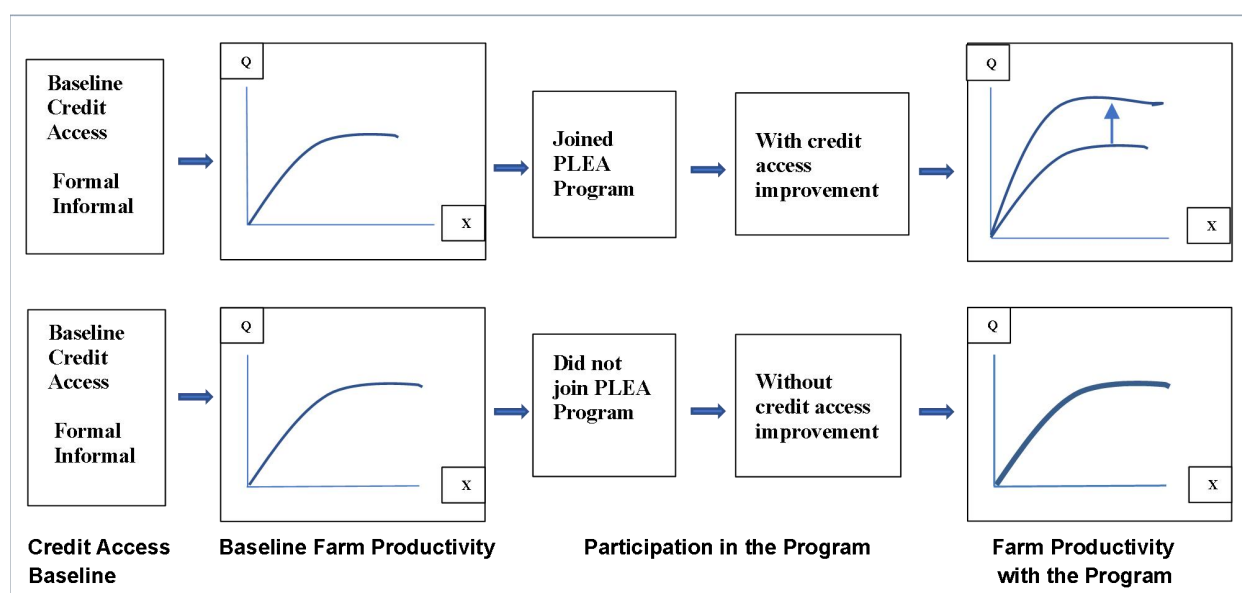 Baseline
Credit
Access
Formal
Informal
Q
X
Joined
PLEA
Program
With credit
access
improvement
Q
X
Baseline
Credit
Access
Formal
Informal
Q
X
Did not
join PLEA
Program
Without
credit access
improvement
Q
X
Credit Access
Baseline
Baseline Farm Productivity
Participation in the Program
Farm Productivity
with the Program